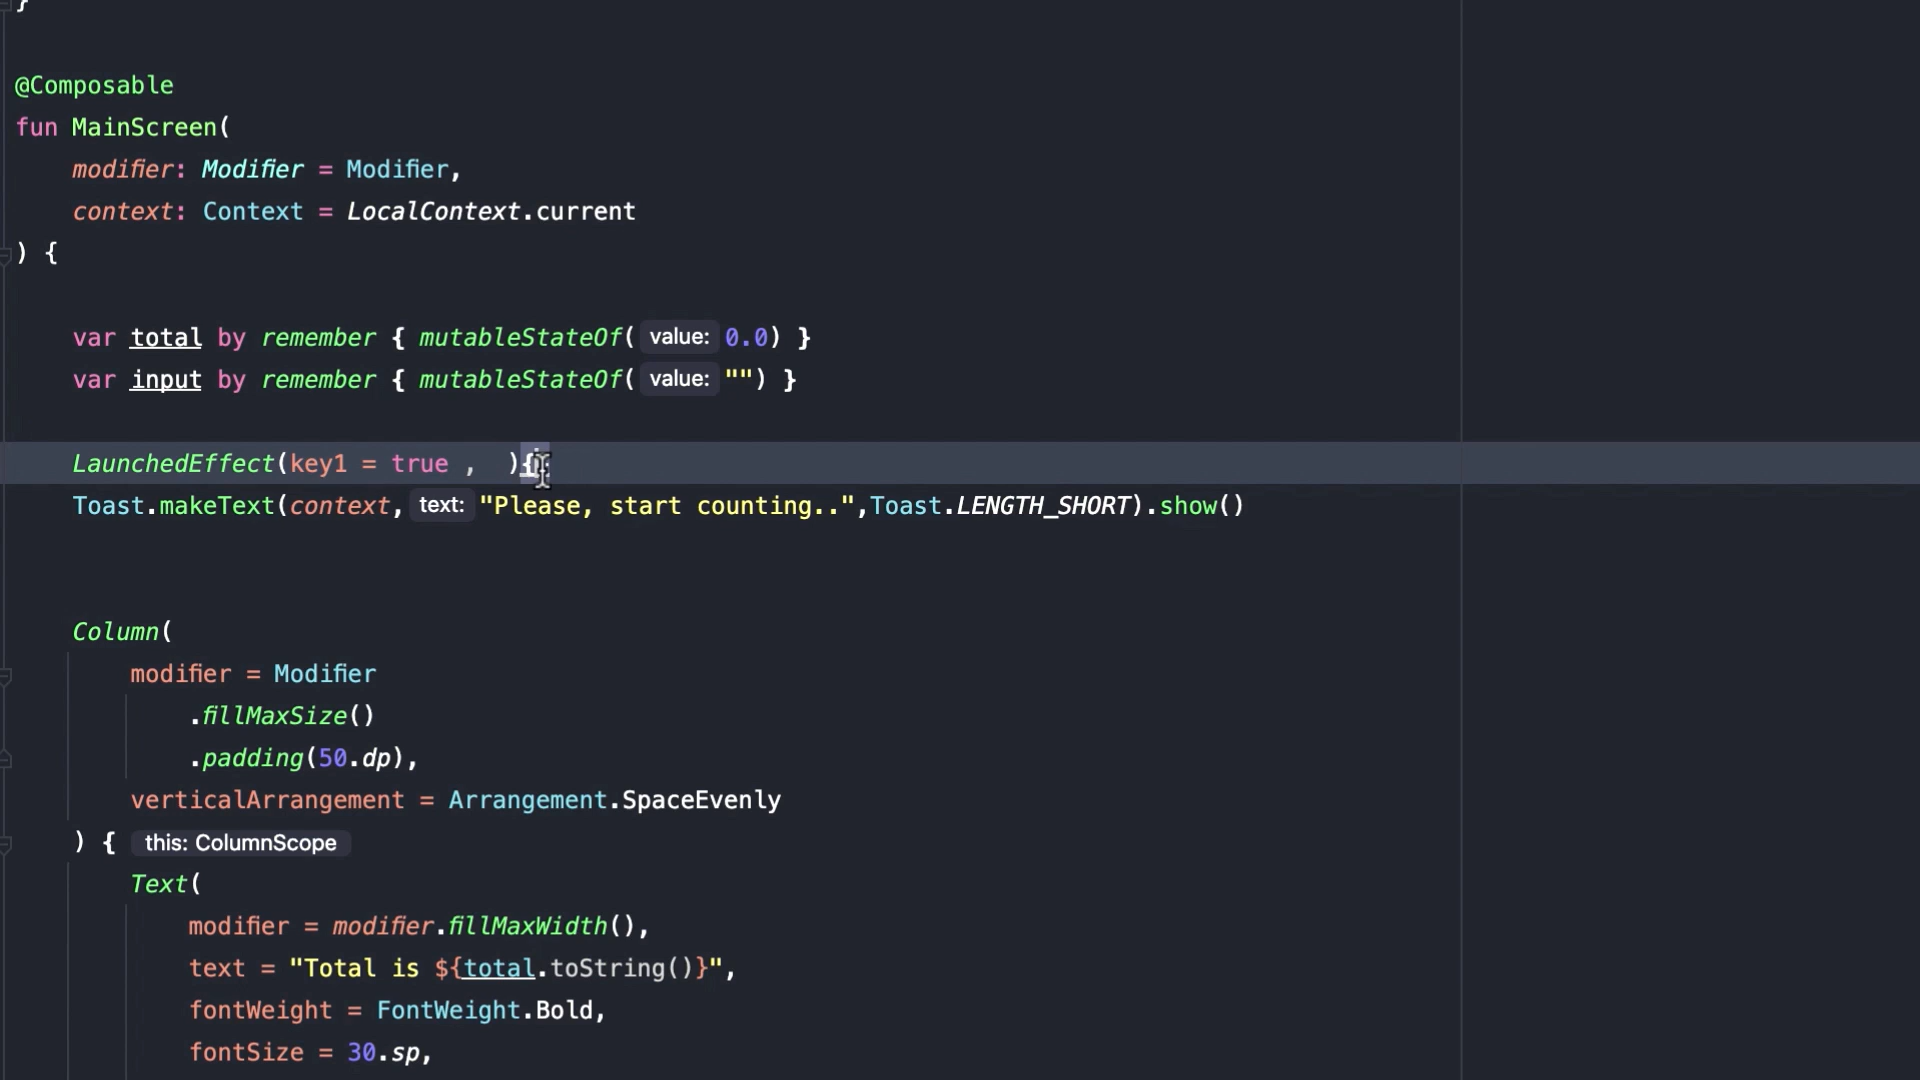 }
@Composable
fun MainScreen(
modifier: Modifier = Modifier,
context: Context = LocalContext.current
) {
var total by remember { mutableStateOf( value: 0.0) }
var input by remember { mutableStateOf( value: "") }
LaunchedEffect(key1 = true ,  ){
Toast.makeText(context, text: "Please, start counting..",Toast.LENGTH_SHORT).show()
Column(
modifier = Modifier
.fillMaxSize()
.padding(50.dp),
verticalArrangement = Arrangement.SpaceEvenly
) { this: ColumnScope
Text(
modifier = modifier.fillMaxWidth(),
text = "Total is ${total.toString()}",
fontWeight = FontWeight.Bold,
fontSize = 30.sp,